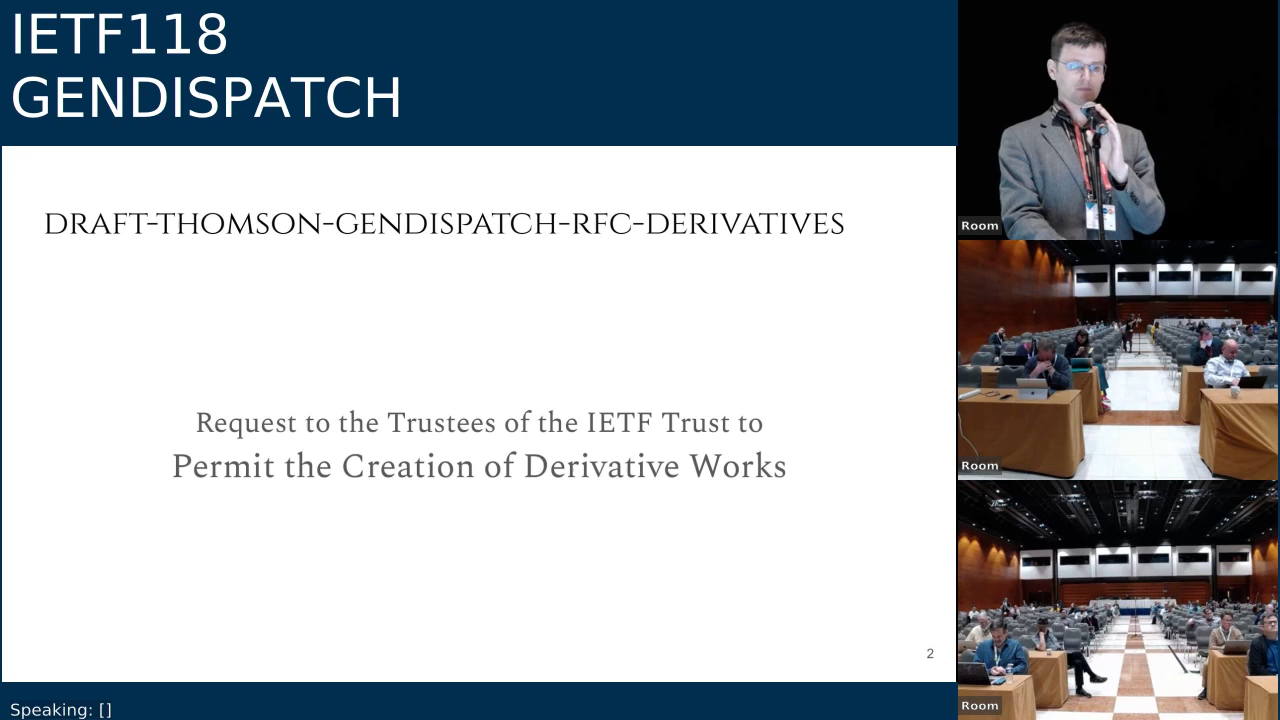 IETF118
GENDISPATCH
DRAFT-THOMSON-GENDISPATCH-RFC-DERIVATIVES
Request to the Trustees of the IETF Trust to
Permit the Creation of Derivative Works
2
Speaking: []
Room
Room
Room